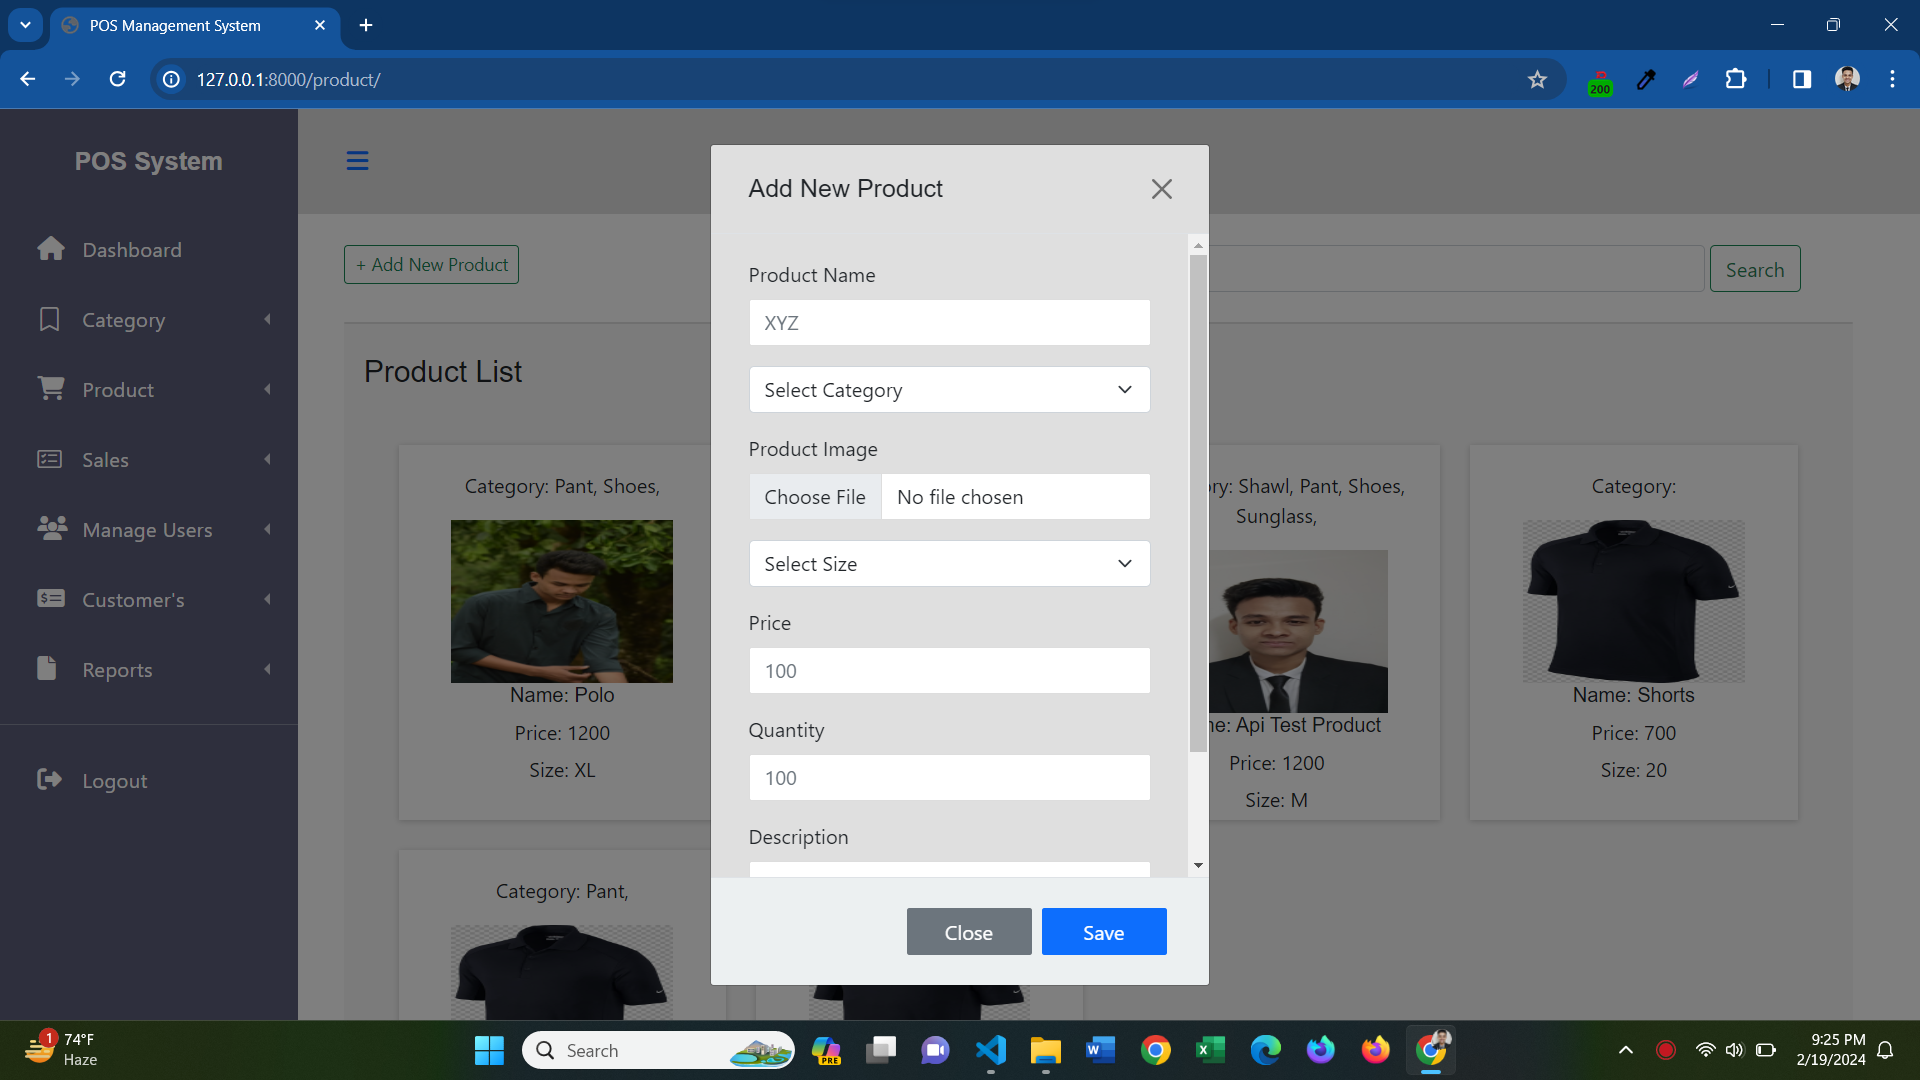 POS Management System
127.0.0.1:8000/product/
200
POS System
Dashboard
Category
Product
Sales
Manage Users
Customer's
Reports
Logout
+ Add New Product
Search
Product List
Category: Pant, Shoes,
Name: Polo
Price: 1200
Size: XL
ry: Shawl, Pant, Shoes,
Sunglass,
e: Api Test Product
Price: 1200
Size: M
Category:
Name: Shorts
Price: 700
Size: 20
Category: Pant,
Add New Product
Product Name
XYZ
Select Category
Product Image
Choose File No file chosen
Select Size
Price
100
Quantity
100
Description
Close Save
1
74°F
Haze
Search
PRE
9:25 PM
2/19/2024